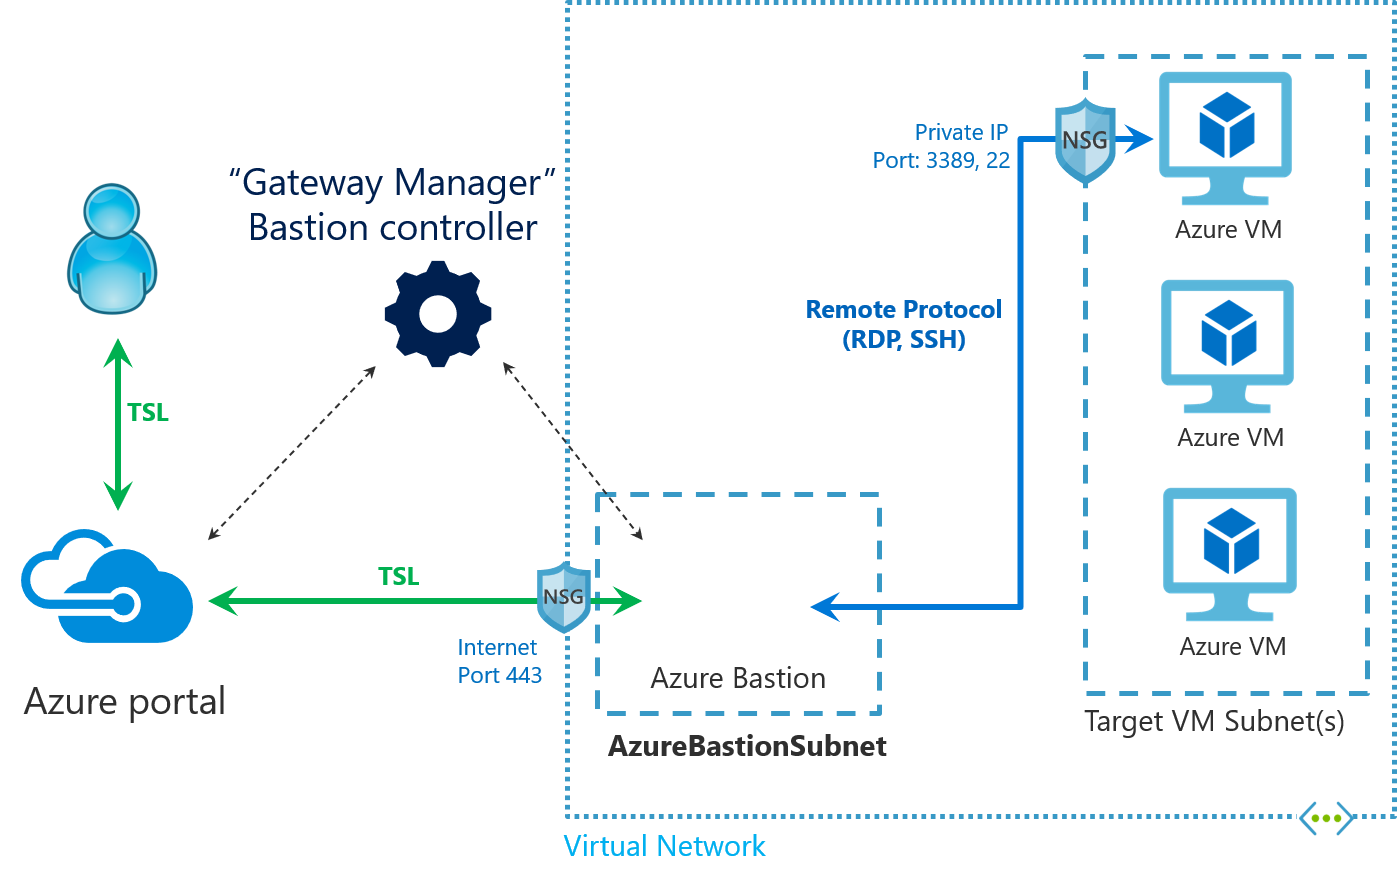 “Gateway Manager”
Bastion controller
TSL
Azure portal
TSL
NSG
Internet
Port 443
Azure Bastion
AzureBastionSubnet
Remote Protocol
(RDP, SSH)
Private IP
Port: 3389, 22
NSG
Azure VM
Azure VM
Azure VM
Target VM Subnet(s)
Virtual Network